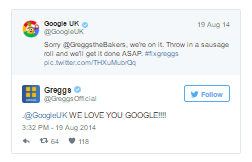 Google UK
19 Aug 14
@GoogleUK
Sorry @GreggstheBakers, we're on it. Throw in a sausage
roll and we'll get it done ASAP. #fixgreggs
pic.twitter.com/THXuMubrQq
Greggs
@GreggsOfficial
Follow
.@GoogleUK WE LOVE YOU GOOGLE!!!!
3:32 PM - 19 Aug 2014
64
118